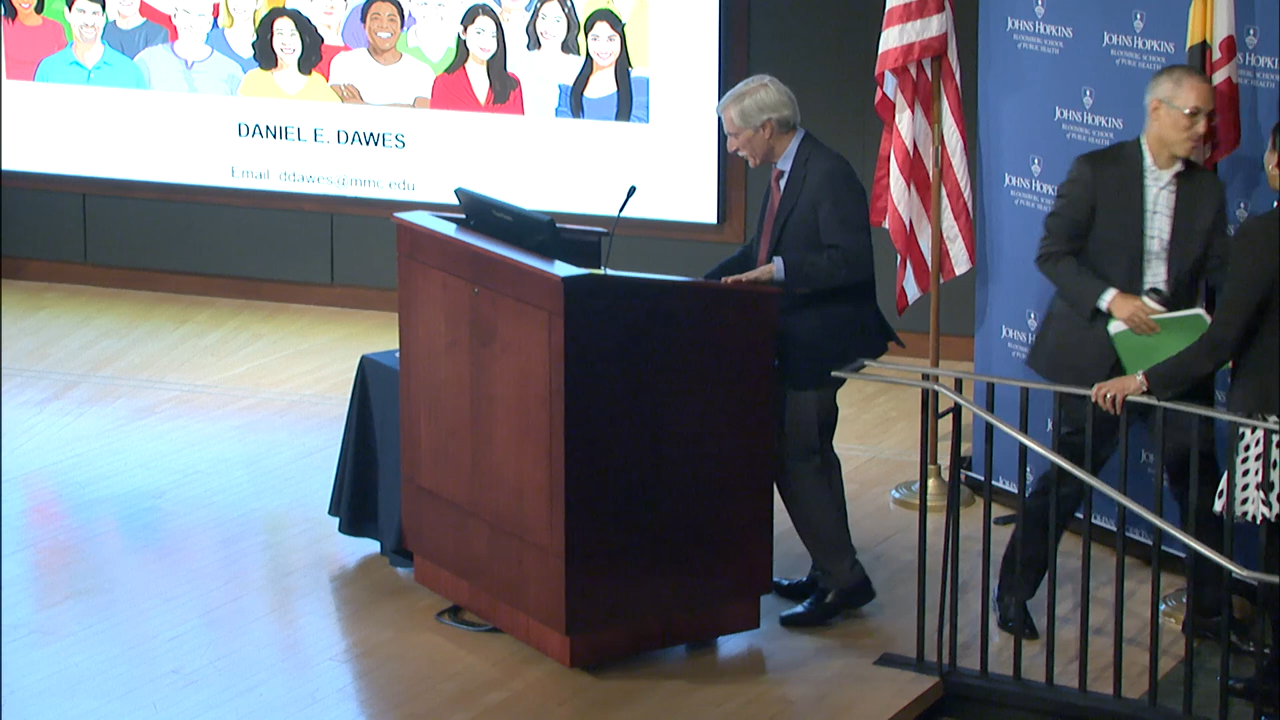 DANIEL E. DAWES
Email: ddawes@mmc.edu
JOHNS HOPKINS
BLOOMBERG SCHOOL
of PUBLIC HEALTH
JOHNS HOPKINS
BLOOMBERG SCHOOL
of PUBLIC HEALTH
JOHNS HOPKINS
BLOOMBERG SCHOOL
of PUBLIC HEALTH